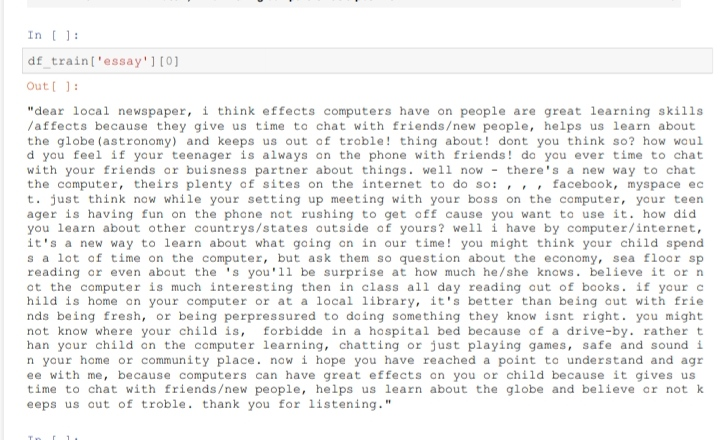 In [ ]:
df_train['essay'][0]
Out[ ]:
"dear local newspaper, i think effects computers have on people are great learning skills
/affects because they give us time to chat with friends/new people, helps us learn about
the globe(astronomy) and keeps us out of troble! thing about! dont you think so? how woul
d you feel if your teenager is always on the phone with friends! do you ever time to chat
with your friends or buisness partner about things. well now - there's a new way to chat
the computer, theirs plenty of sites on the internet to do so: , , , facebook, myspace ec
t. just think now while your setting up meeting with your boss on the computer, your teen
ager is having fun on the phone not rushing to get off cause you want to use it. how did
you learn about other countrys/states outside of yours? well i have by computer/internet,
it's a new way to learn about what going on in our time! you might think your child spend
s a lot of time on the computer, but ask them so question about the economy, sea floor sp
reading or even about the 's you'll be surprise at how much he/she knows. believe it or n
ot the computer is much interesting then in class all day reading out of books. if your c
hild is home on your computer or at a local library, it's better than being out with frie
nds being fresh, or being perpressured to doing something they know isnt right. you might
not know where your child is, forbidde in a hospital bed because of a drive-by. rather t
han your child on the computer learning, chatting or just playing games, safe and sound i
n your home or community place. now i hope you have reached a point to understand and agr
ee with me, because computers can have great effects on you or child because it gives us
time to chat with friends/new people, helps us learn about the globe and believe or not k
eeps us out of troble. thank you for listening."